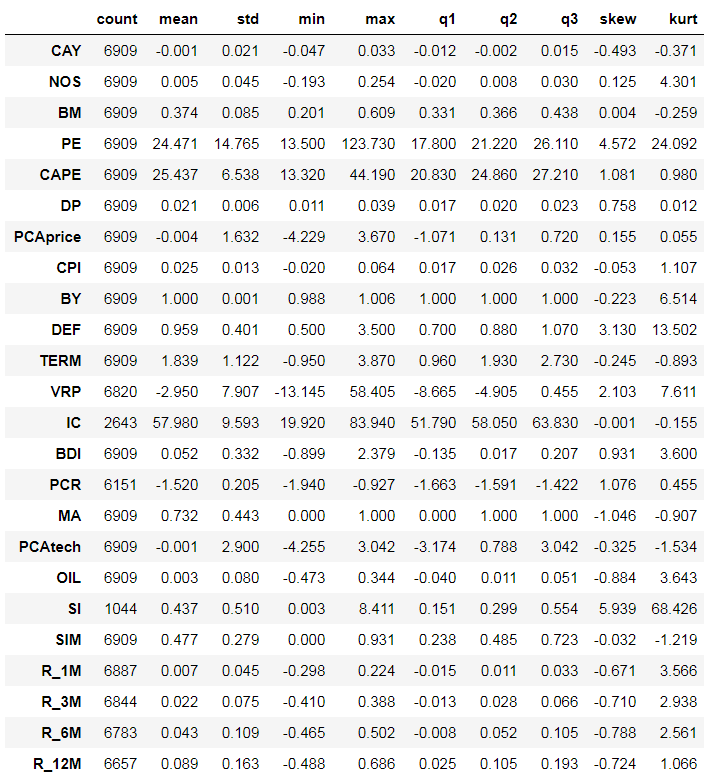 count mean std min max q1 q2 q3 skew kurt
CAY 6909 -0.001 0.021 -0.047 0.033 -0.012 -0.002 0.015 -0.493 -0.371
NOS 6909 0.005 0.045 -0.193 0.254 -0.020 0.008 0.030 0.125 4.301
BM 6909 0.374 0.085 0.201 0.609 0.331 0.366 0.438 0.004 -0.259
PE 6909 24.471 14.765 13.500 123.730 17.800 21.220 26.110 4.572 24.092
CAPE 6909 25.437 6.538 13.320 44.190 20.830 24.860 27.210 1.081 0.980
DP 6909 0.021 0.006 0.011 0.039 0.017 0.020 0.023 0.758 0.012
PCAprice 6909 -0.004 1.632 -4.229 3.670 -1.071 0.131 0.720 0.155 0.055
CPI 6909 0.025 0.013 -0.020 0.064 0.017 0.026 0.032 -0.053 1.107
BY 6909 1.000 0.001 0.988 1.006 1.000 1.000 1.000 -0.223 6.514
DEF 6909 0.959 0.401 0.500 3.500 0.700 0.880 1.070 3.130 13.502
TERM 6909 1.839 1.122 -0.950 3.870 0.960 1.930 2.730 -0.245 -0.893
VRP 6820 -2.950 7.907 -13.145 58.405 -8.665 -4.905 0.455 2.103 7.611
IC 2643 57.980 9.593 19.920 83.940 51.790 58.050 63.830 -0.001 -0.155
BDI 6909 0.052 0.332 -0.899 2.379 -0.135 0.017 0.207 0.931 3.600
PCR 6151 -1.520 0.205 -1.940 -0.927 -1.663 -1.591 -1.422 1.076 0.455
MA 6909 0.732 0.443 0.000 1.000 0.000 1.000 1.000 -1.046 -0.907
PCAtech 6909 -0.001 2.900 -4.255 3.042 -3.174 0.788 3.042 -0.325 -1.534
OIL 6909 0.003 0.080 -0.473 0.344 -0.040 0.011 0.051 -0.884 3.643
SI 1044 0.437 0.510 0.003 8.411 0.151 0.299 0.554 5.939 68.426
SIM 6909 0.477 0.279 0.000 0.931 0.238 0.485 0.723 -0.032 -1.219
R_1M 6887 0.007 0.045 -0.298 0.224 -0.015 0.011 0.033 -0.671 3.566
R_3M 6844 0.022 0.075 -0.410 0.388 -0.013 0.028 0.066 -0.710 2.938
R_6M 6783 0.043 0.109 -0.465 0.502 -0.008 0.052 0.105 -0.788 2.561
R_12M 6657 0.089 0.163 -0.488 0.686 0.025 0.105 0.193 -0.724 1.066